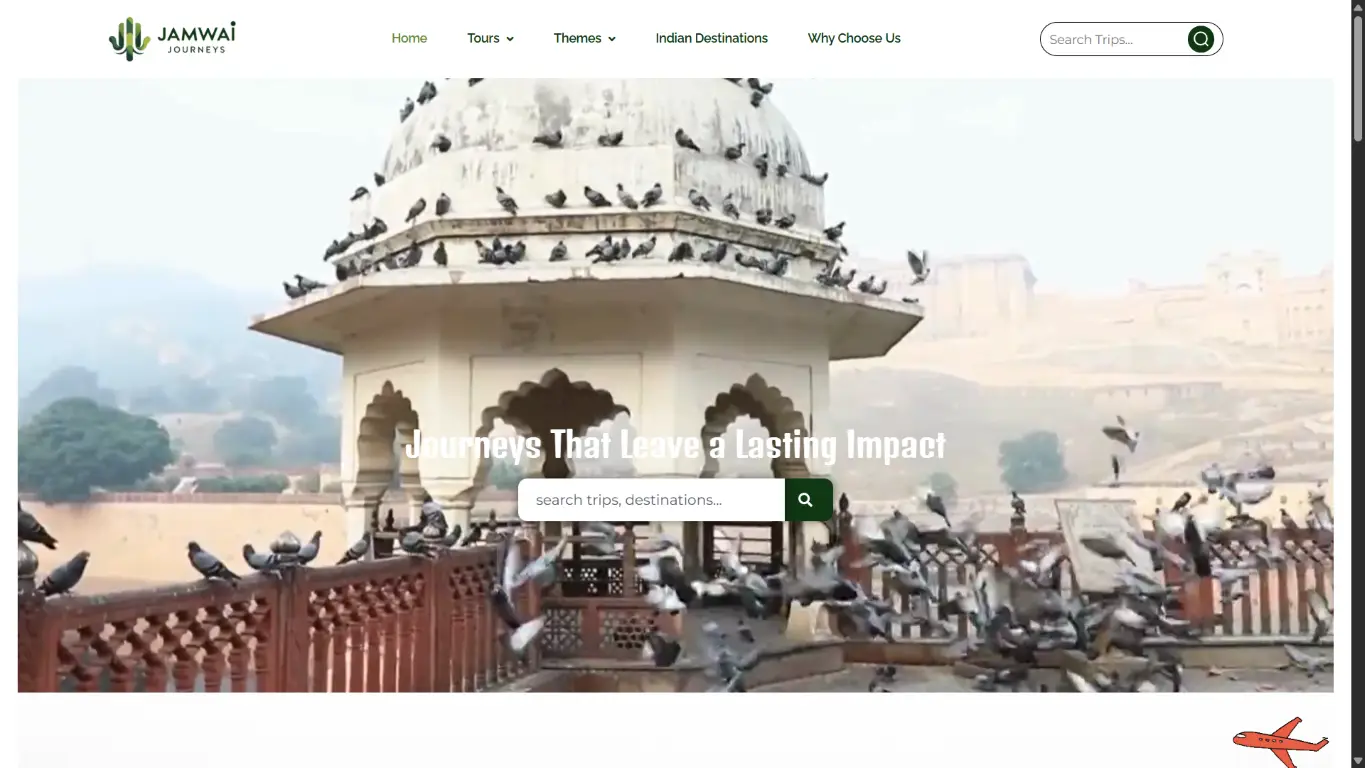 JAMWAI
JOURNEYS
Home
Tours
Themes
Indian Destinations
Why Choose Us
Search Trips...
Journeys That Leave a Lasting Impact
search trips, destinations...